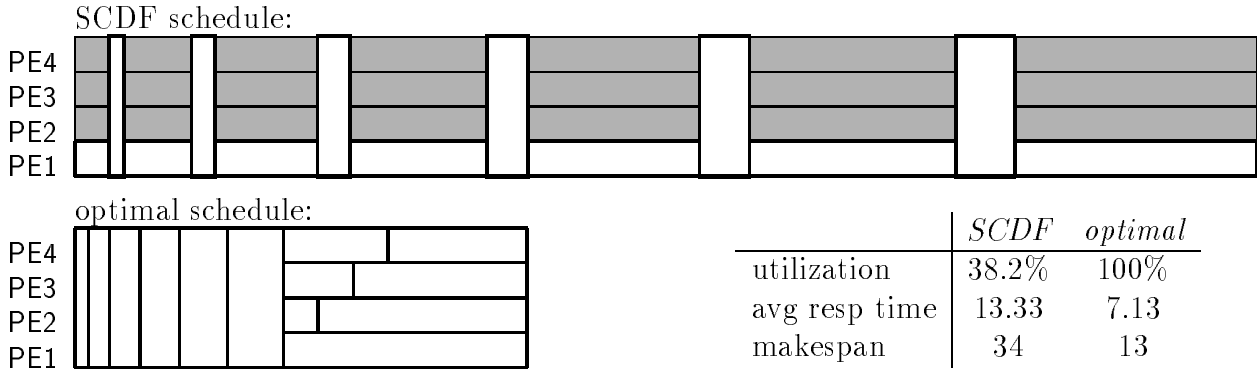 SCDF schedule:
PE4
PE3
PE2
PE1
optimal schedule:
PE4
PE3
PE2
PE1
SCDF optimal
utilization 38.2% 100%
avg resp time 13.33 7.13
makespan 34 13